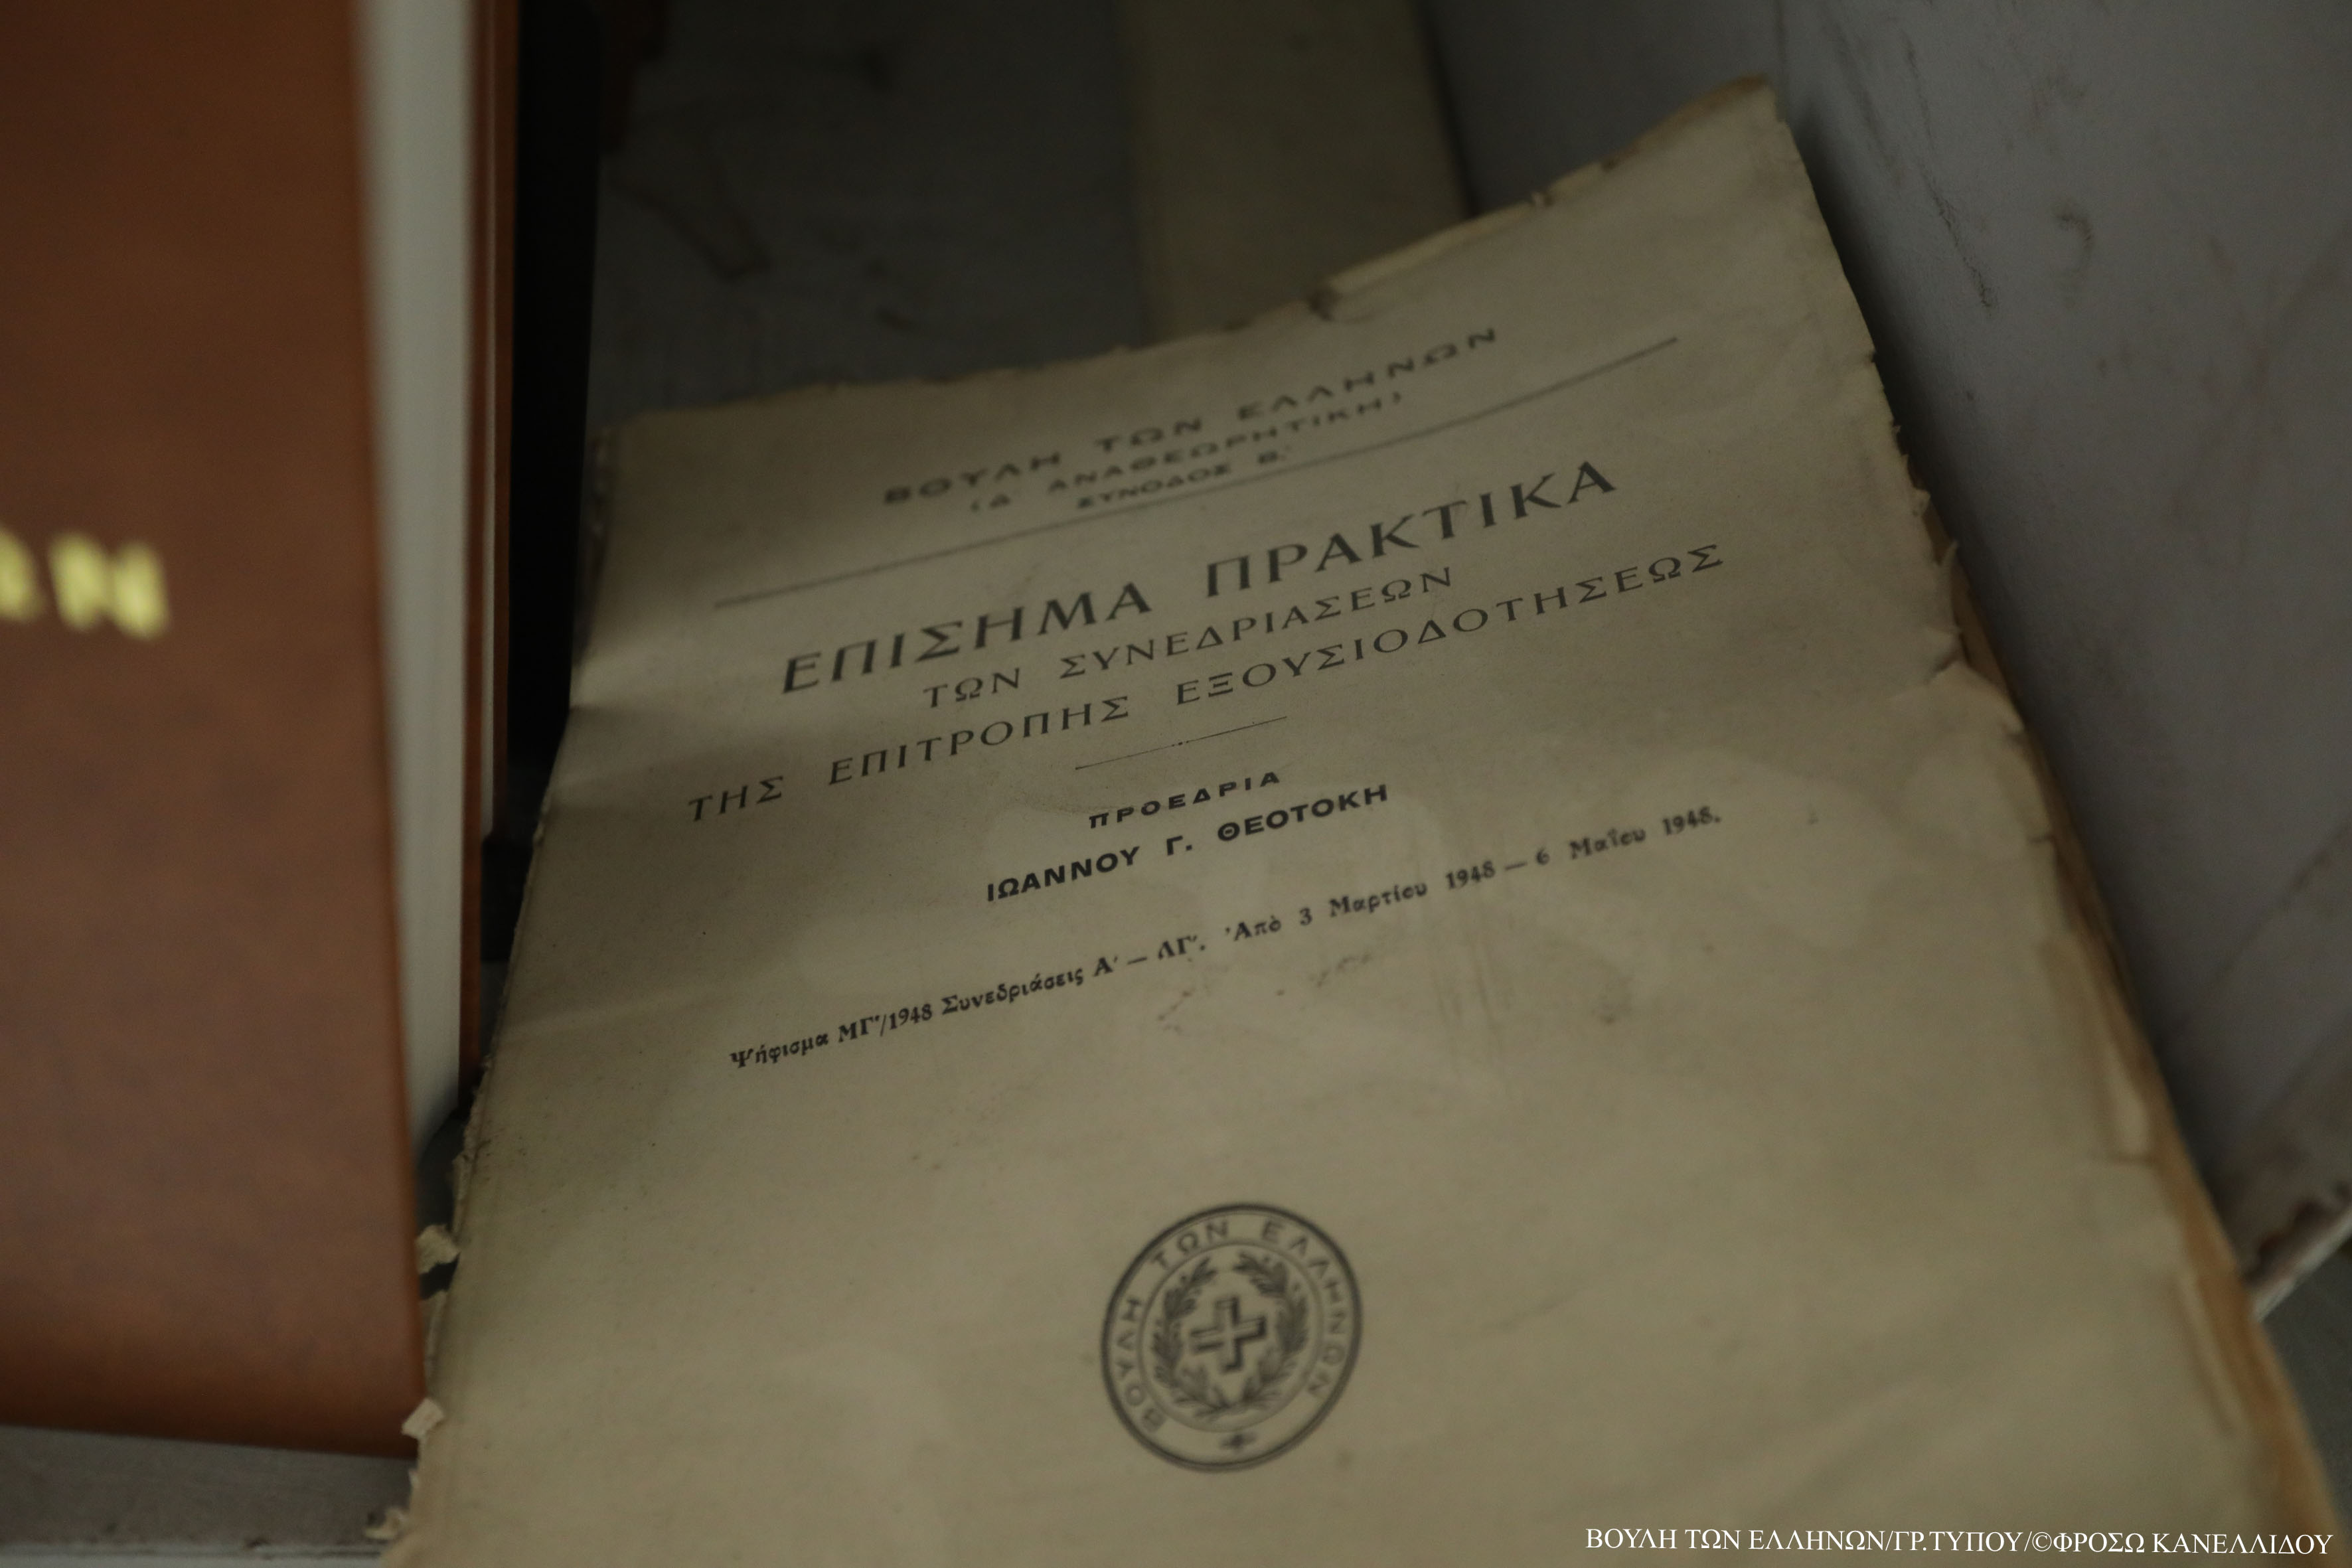 ΩΝ
ΒΟΥΛΗ ΤΩΝ ΕΛΛΗΝΩΝ
(Δ΄ ΑΝΑΘΕΩΡΗΤΙΚΗ)
ΣΥΝΟΔΟΣ Β.΄
ΕΠΙΣΗΜΑ ΠΡΑΚΤΙΚΑ
ΤΩΝ ΣΥΝΕΔΡΙΑΣΕΩΝ
ΤΗΣ ΕΠΙΤΡΟΠΗΣ ΕΞΟΥΣΙΟΔΟΤΗΣΕΩΣ
ΠΡΟΕΔΡΙΑ
ΙΩΑΝΝΟΥ Γ. ΘΕΟΤΟΚΗ
Ψήφισμα ΜΓ'/1948 Συνεδριάσεις Α' — ΛΓ'. Ἀπὸ 3 Μαρτίου 1948 — 6 Μαΐου 1948.
ΒΟΥΛΗ ΤΩΝ ΕΛΛΗΝΩΝ
ΒΟΥΛΗ ΤΩΝ ΕΛΛΗΝΩΝ/ΓΡ.ΤΥΠΟΥ/©ΦΡΟΣΩ ΚΑΝΕΛΛΙΔΟΥ